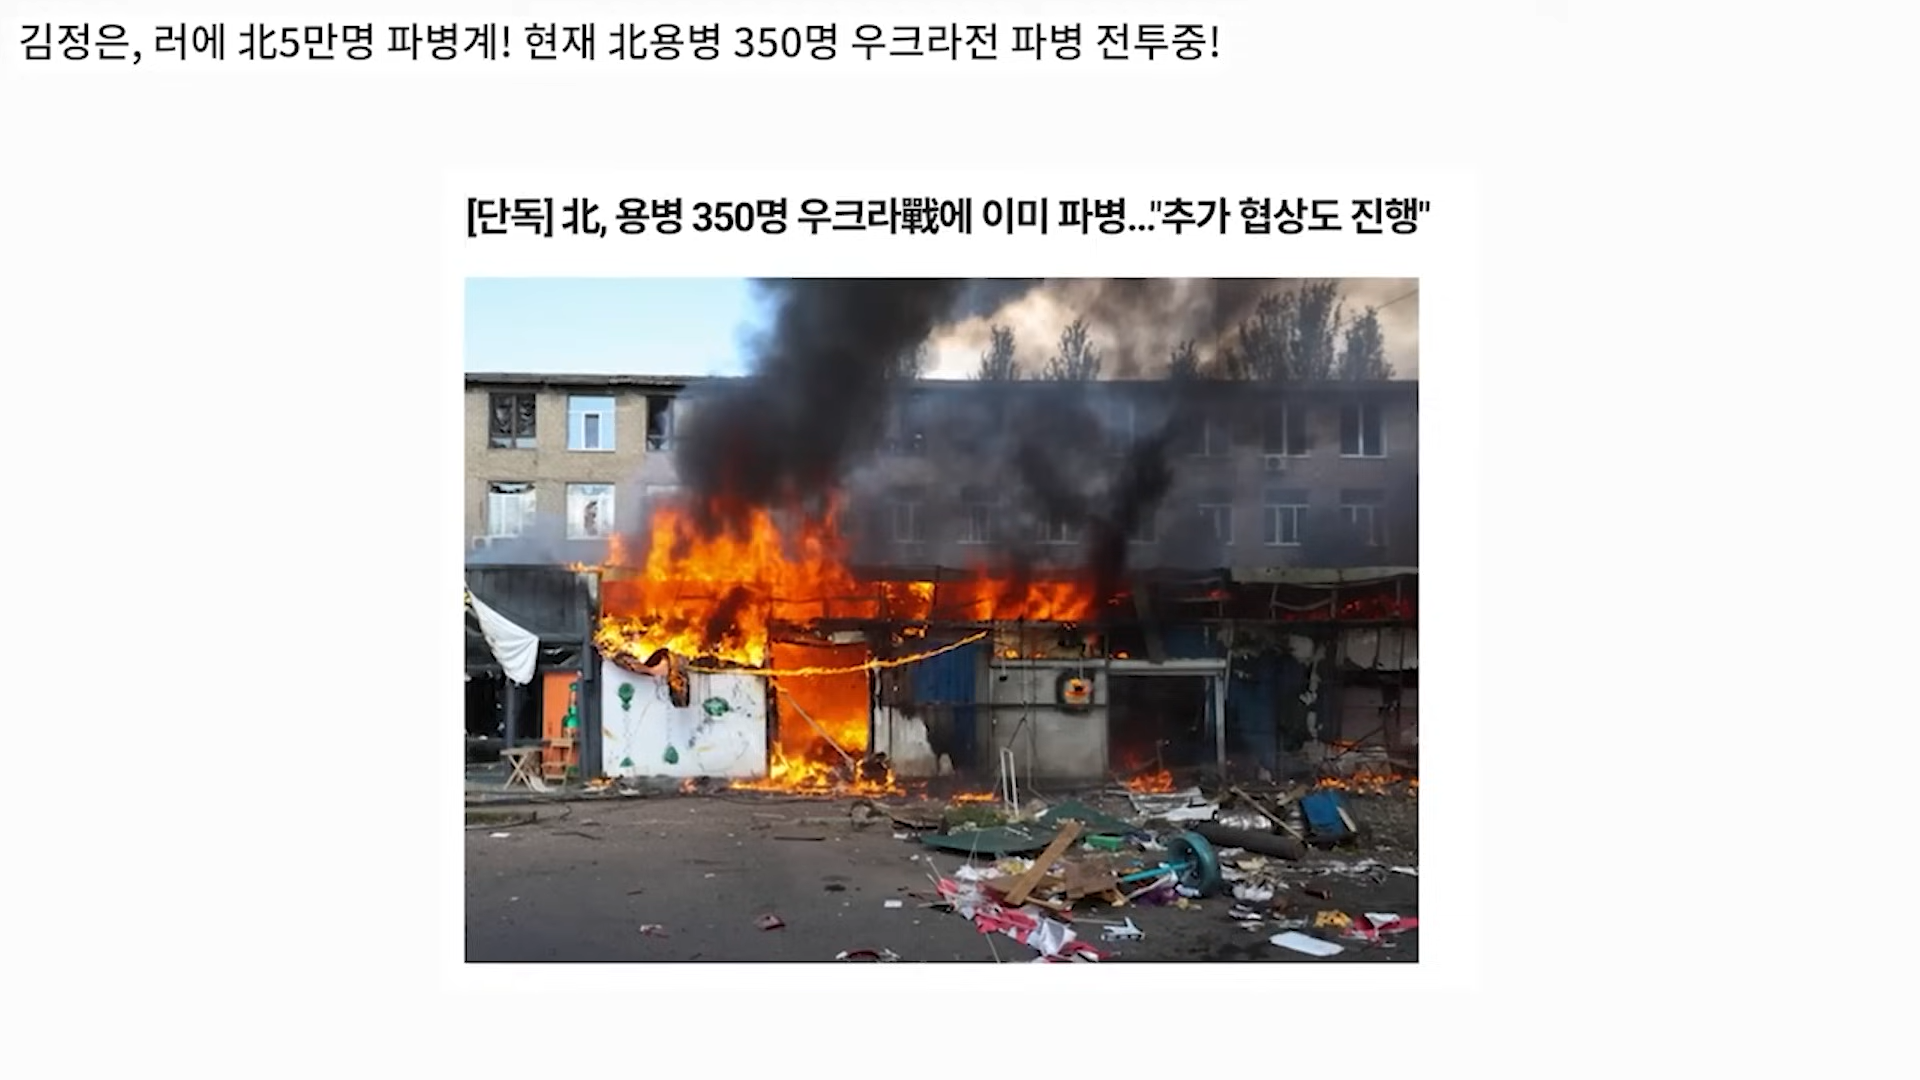 김정은, 러에 北5만명 파병계! 현재 北용병 350명 우크라전 파병 전투중!
[단독] 北, 용병 350명 우크라戰에 이미 파병..."추가 협상도 진행"